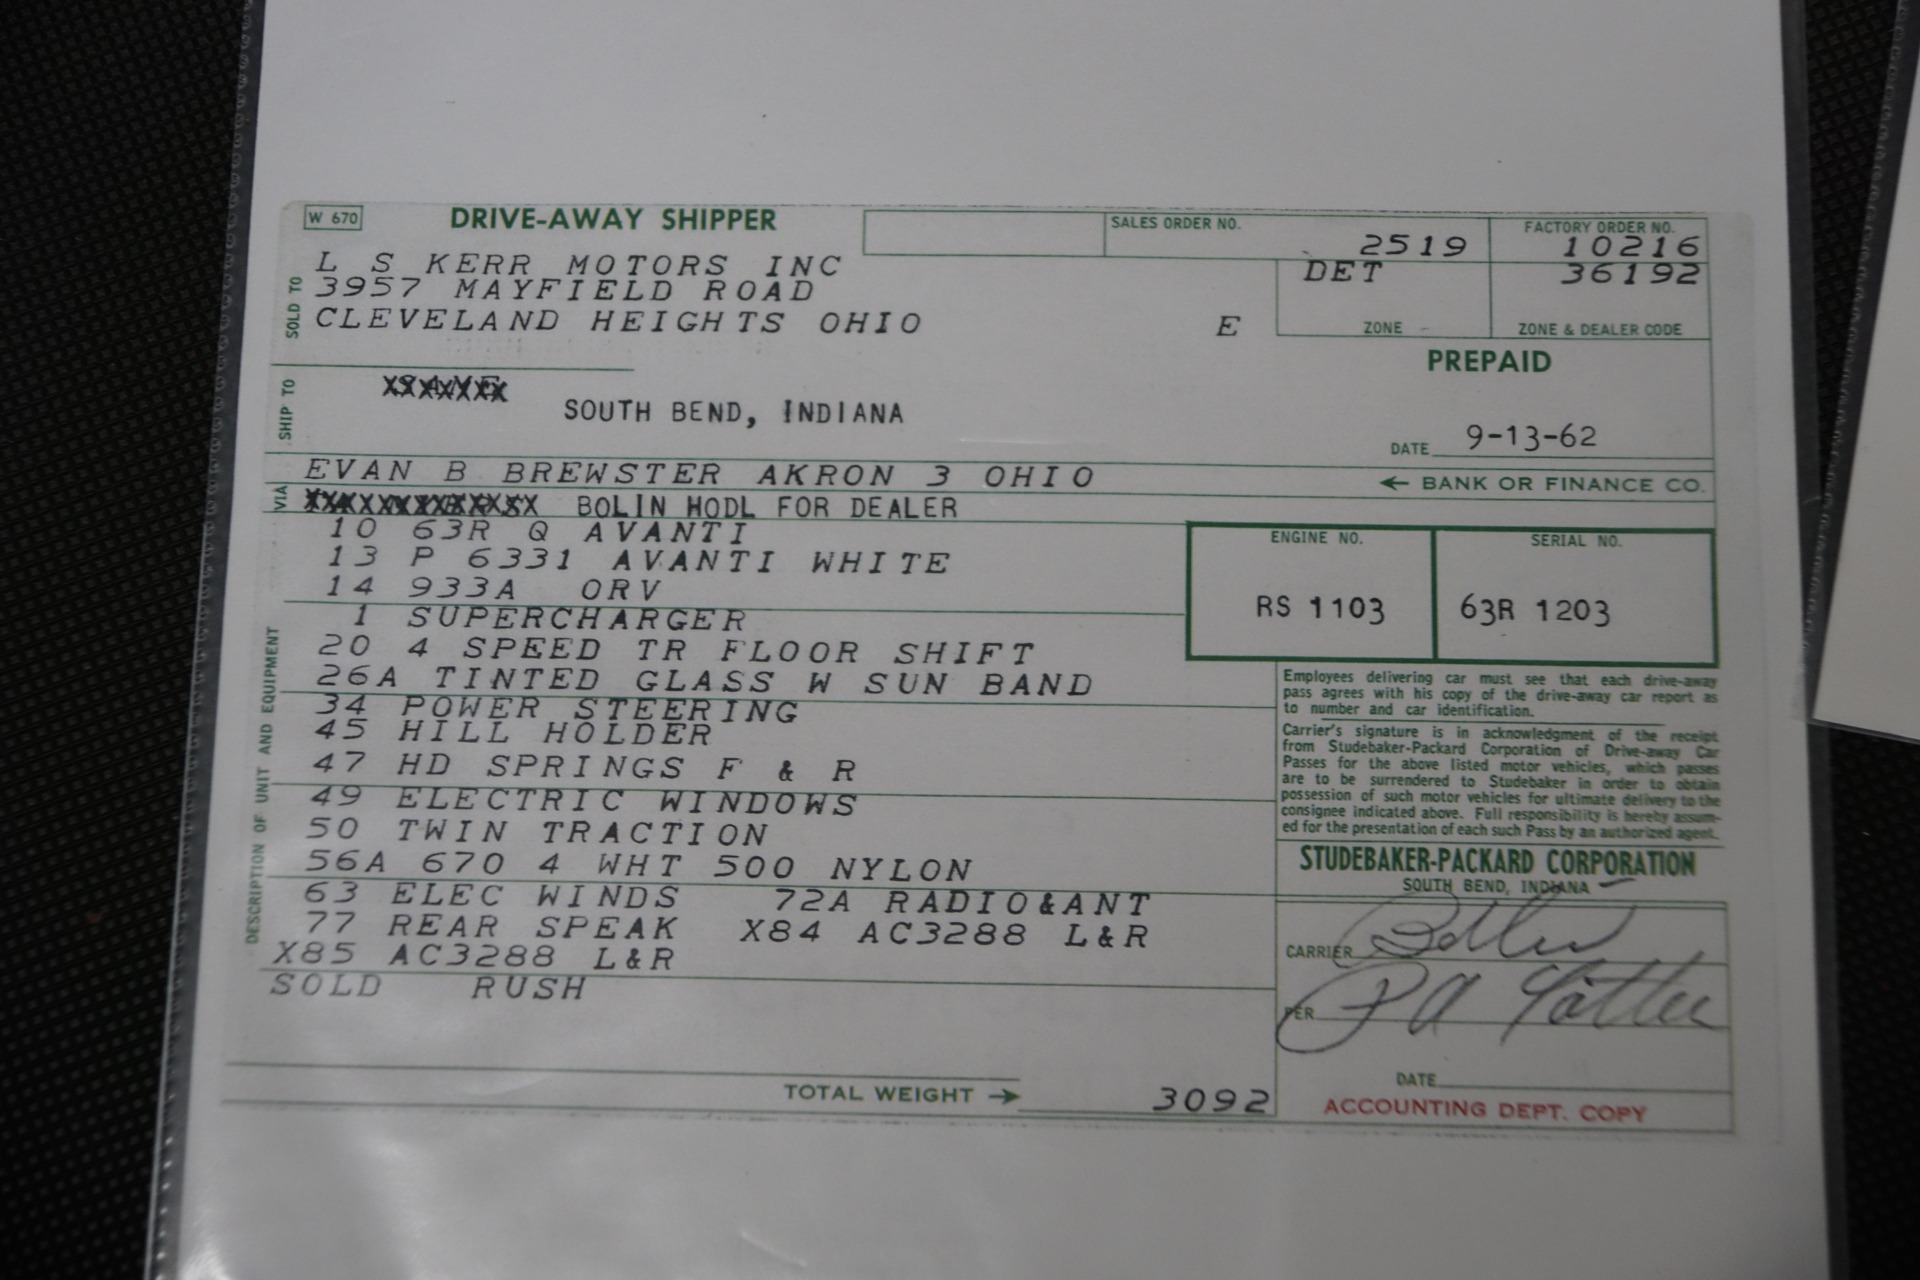 W 670 DRIVE-AWAY SHIPPER
SALES ORDER NO. 2519
FACTORY ORDER NO. 10216
SOLD TO
L S KERR MOTORS INC
3957 MAYFIELD ROAD
CLEVELAND HEIGHTS OHIO E
DET 36192
ZONE ZONE & DEALER CODE
PREPAID
SHIP TO
SOUTH BEND, INDIANA
DATE 9-13-62
EVAN B BREWSTER AKRON 3 OHIO
← BANK OR FINANCE CO.
VIA BOLIN HODL FOR DEALER
DESCRIPTION OF UNIT AND EQUIPMENT
10 63R Q AVANTI
13 P 6331 AVANTI WHITE
14 933A ORV
1 SUPERCHARGER
20 4 SPEED TR FLOOR SHIFT
26A TINTED GLASS W SUN BAND
34 POWER STEERING
45 HILL HOLDER
47 HD SPRINGS F & R
49 ELECTRIC WINDOWS
50 TWIN TRACTION
56A 670 4 WHT 500 NYLON
63 ELEC WINDS 72A RADIO&ANT
77 REAR SPEAK X84 AC3288 L&R
X85 AC3288 L&R
SOLD RUSH
TOTAL WEIGHT → 3092
ENGINE NO. SERIAL NO.
RS 1103 63R 1203
Employees delivering car must see that each drive-away
pass agrees with his copy of the drive-away car report as
to number and car identification.
Carrier's signature is in acknowledgment of the receipt
from Studebaker-Packard Corporation of Drive-away Car
Passes for the above listed motor vehicles, which passes
are to be surrendered to Studebaker in order to obtain
possession of such motor vehicles for ultimate delivery to the
consignee indicated above. Full responsibility is hereby assum-
ed for the presentation of each such Pass by an authorized agent.
STUDEBAKER-PACKARD CORPORATION
SOUTH BEND, INDIANA
CARRIER
PER
DATE
ACCOUNTING DEPT. COPY